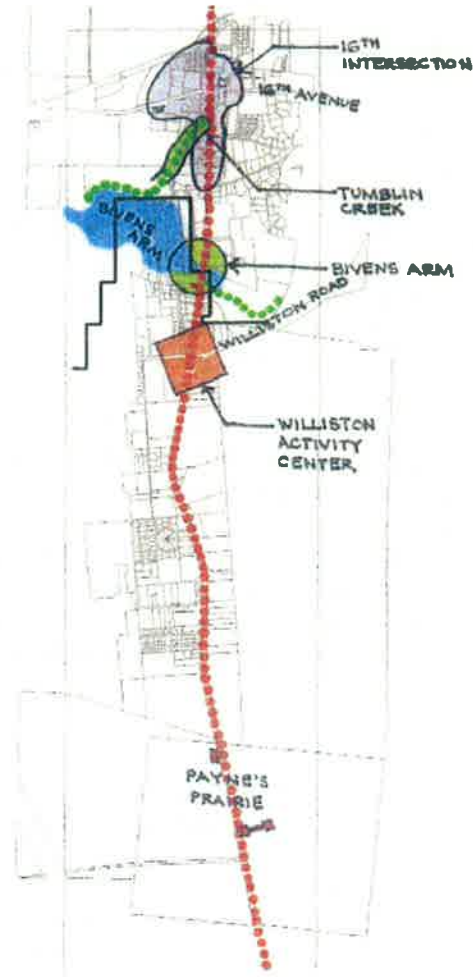 16TH
INTERSECTION
16TH AVENUE
TUMBLIN
CREEK
BIVENS
ARM
BIVENS ARM
WILLISTON ROAD
WILLISTON
ACTIVITY
CENTER
PAYNE'S
PRAIRIE